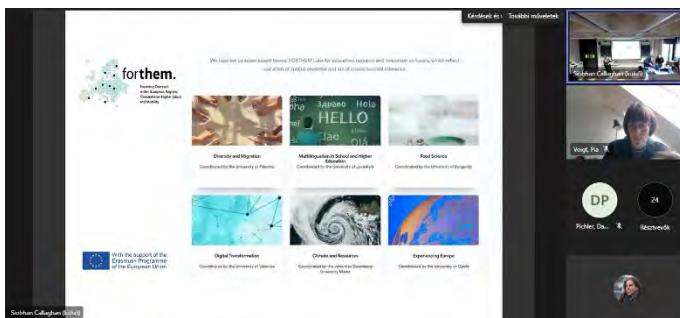 Kérdések és
További műveletek
forthem.
We have set up seven expert teams, FORTHEM Labs for education, research and innovation on topics, which reflect
our areas of special potential and are of crucial societal relevance.
Здраво Hola
HELLO
Ciao Olá
Diversity and Migration
Coordinated by the University of Palermo
Multilingualism in School and Higher
Education
Coordinated by the University of Jyväskylä
Food Science
Coordinated by the University of Burgundy
Digital Transformation
Coordinated by the University of Valencia
Climate and Resources
Coordinated by the Johannes Gutenberg-
University Mainz
Experiencing Europe
Coordinated by the University of Opole
With the support of the
Erasmus+ Programme
of the European Union
Siobhan Callaghan (külső)
Siobhan Callaghan (külső)
Voigt, Pia
DP
Pichler, Da...
24
Résztvevők